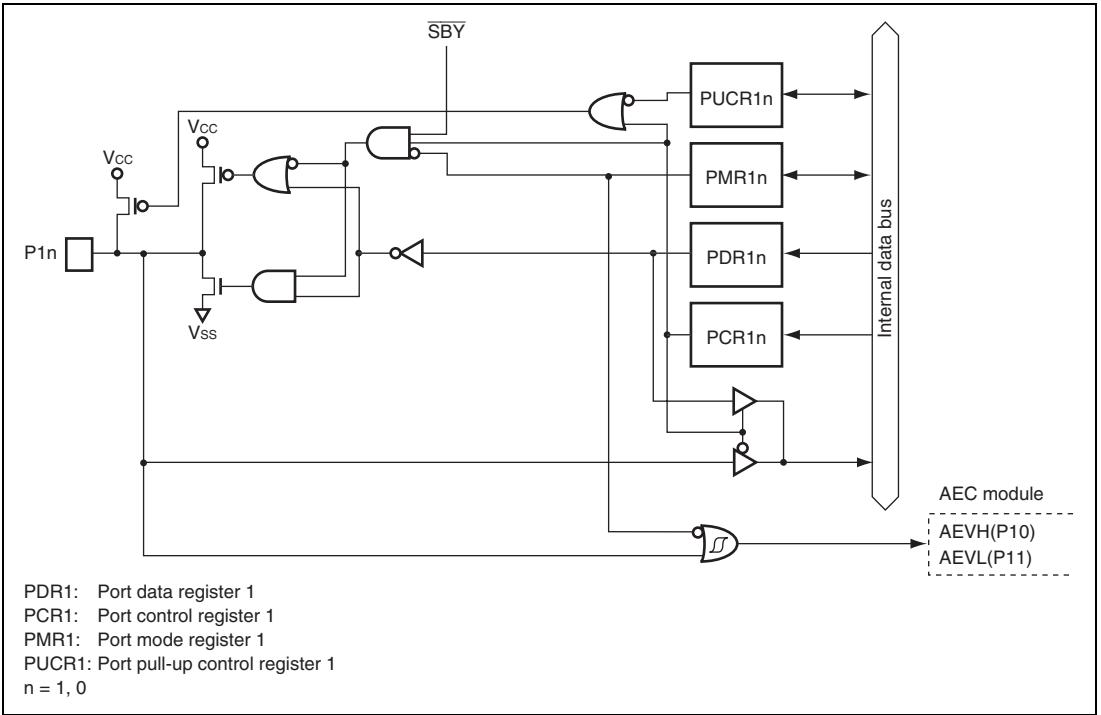 SBY
PUCR1n
VCC
VCC
PMR1n
P1n
PDR1n
Internal data bus
VSS
PCR1n
AEC module
AEVH(P10)
AEVL(P11)
PDR1: Port data register 1
PCR1: Port control register 1
PMR1: Port mode register 1
PUCR1: Port pull-up control register 1
n = 1, 0